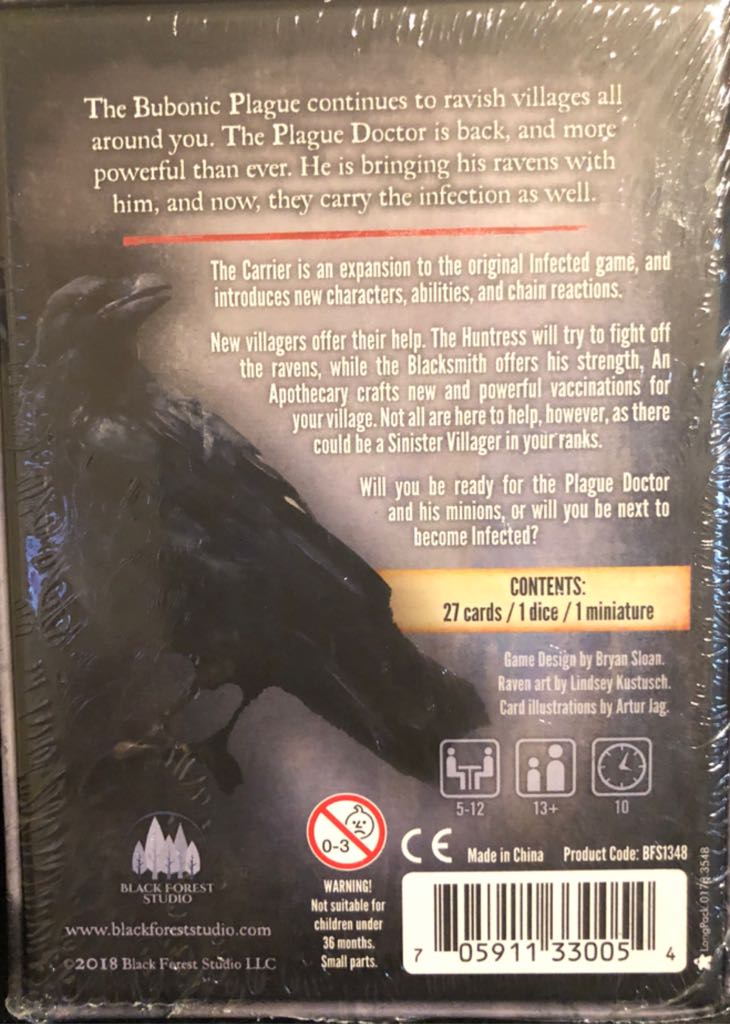 The Bubonic Plague continues to ravish villages all
around you. The Plague Doctor is back, and more
powerful than ever. He is bringing his ravens with
him, and now, they carry the infection as well.
The Carrier is an expansion to the original Infected game, and
introduces new characters, abilities, and chain reactions.
New villagers offer their help. The Huntress will try to fight off
the ravens, while the Blacksmith offers his strength, An
Apothecary crafts new and powerful vaccinations for
your village. Not all are here to help, however, as there
could be a Sinister Villager in your ranks.
Will you be ready for the Plague Doctor
and his minions, or will you be next to
become Infected?
CONTENTS:
27 cards / 1 dice / 1 miniature
Game Design by Bryan Sloan.
Raven art by Lindsey Kustusch.
Card illustrations by Artur Jag.
5-12 13+ 10
0-3
CE Made in China Product Code: BFS1348
BLACK FOREST
STUDIO
WARNING!
Not suitable for
children under
36 months.
Small parts.
www.blackforeststudio.com
©2018 Black Forest Studio LLC
7 05911 33005 4